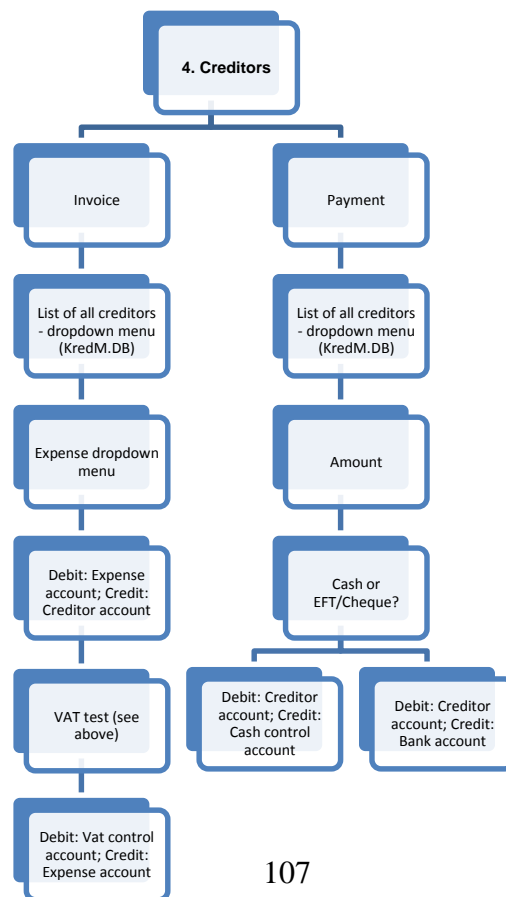 4. Creditors
Invoice
List of all creditors
- dropdown menu
(KredM.DB)
Expense dropdown
menu
Debit: Expense
account; Credit:
Creditor account
VAT test (see
above)
Debit: Vat control
account; Credit:
Expense account
Payment
List of all creditors
- dropdown menu
(KredM.DB)
Amount
Cash or
EFT/Cheque?
Debit: Creditor
account; Credit:
Cash control
account
Debit: Creditor
account; Credit:
Bank account
107